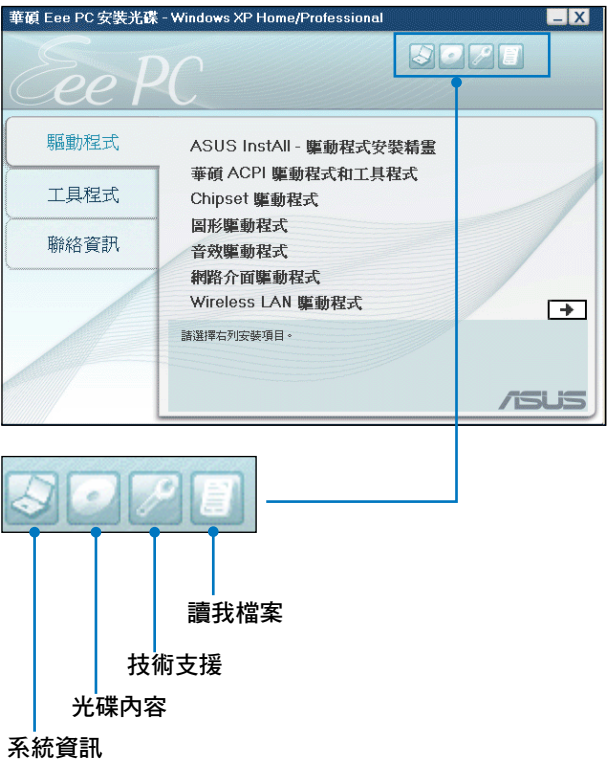 華碩 Eee PC 安裝光碟 - Windows XP Home/Professional
Eee PC
驅動程式
工具程式
聯絡資訊
ASUS InstAll - 驅動程式安裝精靈
華碩 ACPI 驅動程式和工具程式
Chipset 驅動程式
圖形驅動程式
音效驅動程式
網路介面驅動程式
Wireless LAN 驅動程式
請選擇右列安裝項目。
ASUS
讀我檔案
技術支援
光碟內容
系統資訊